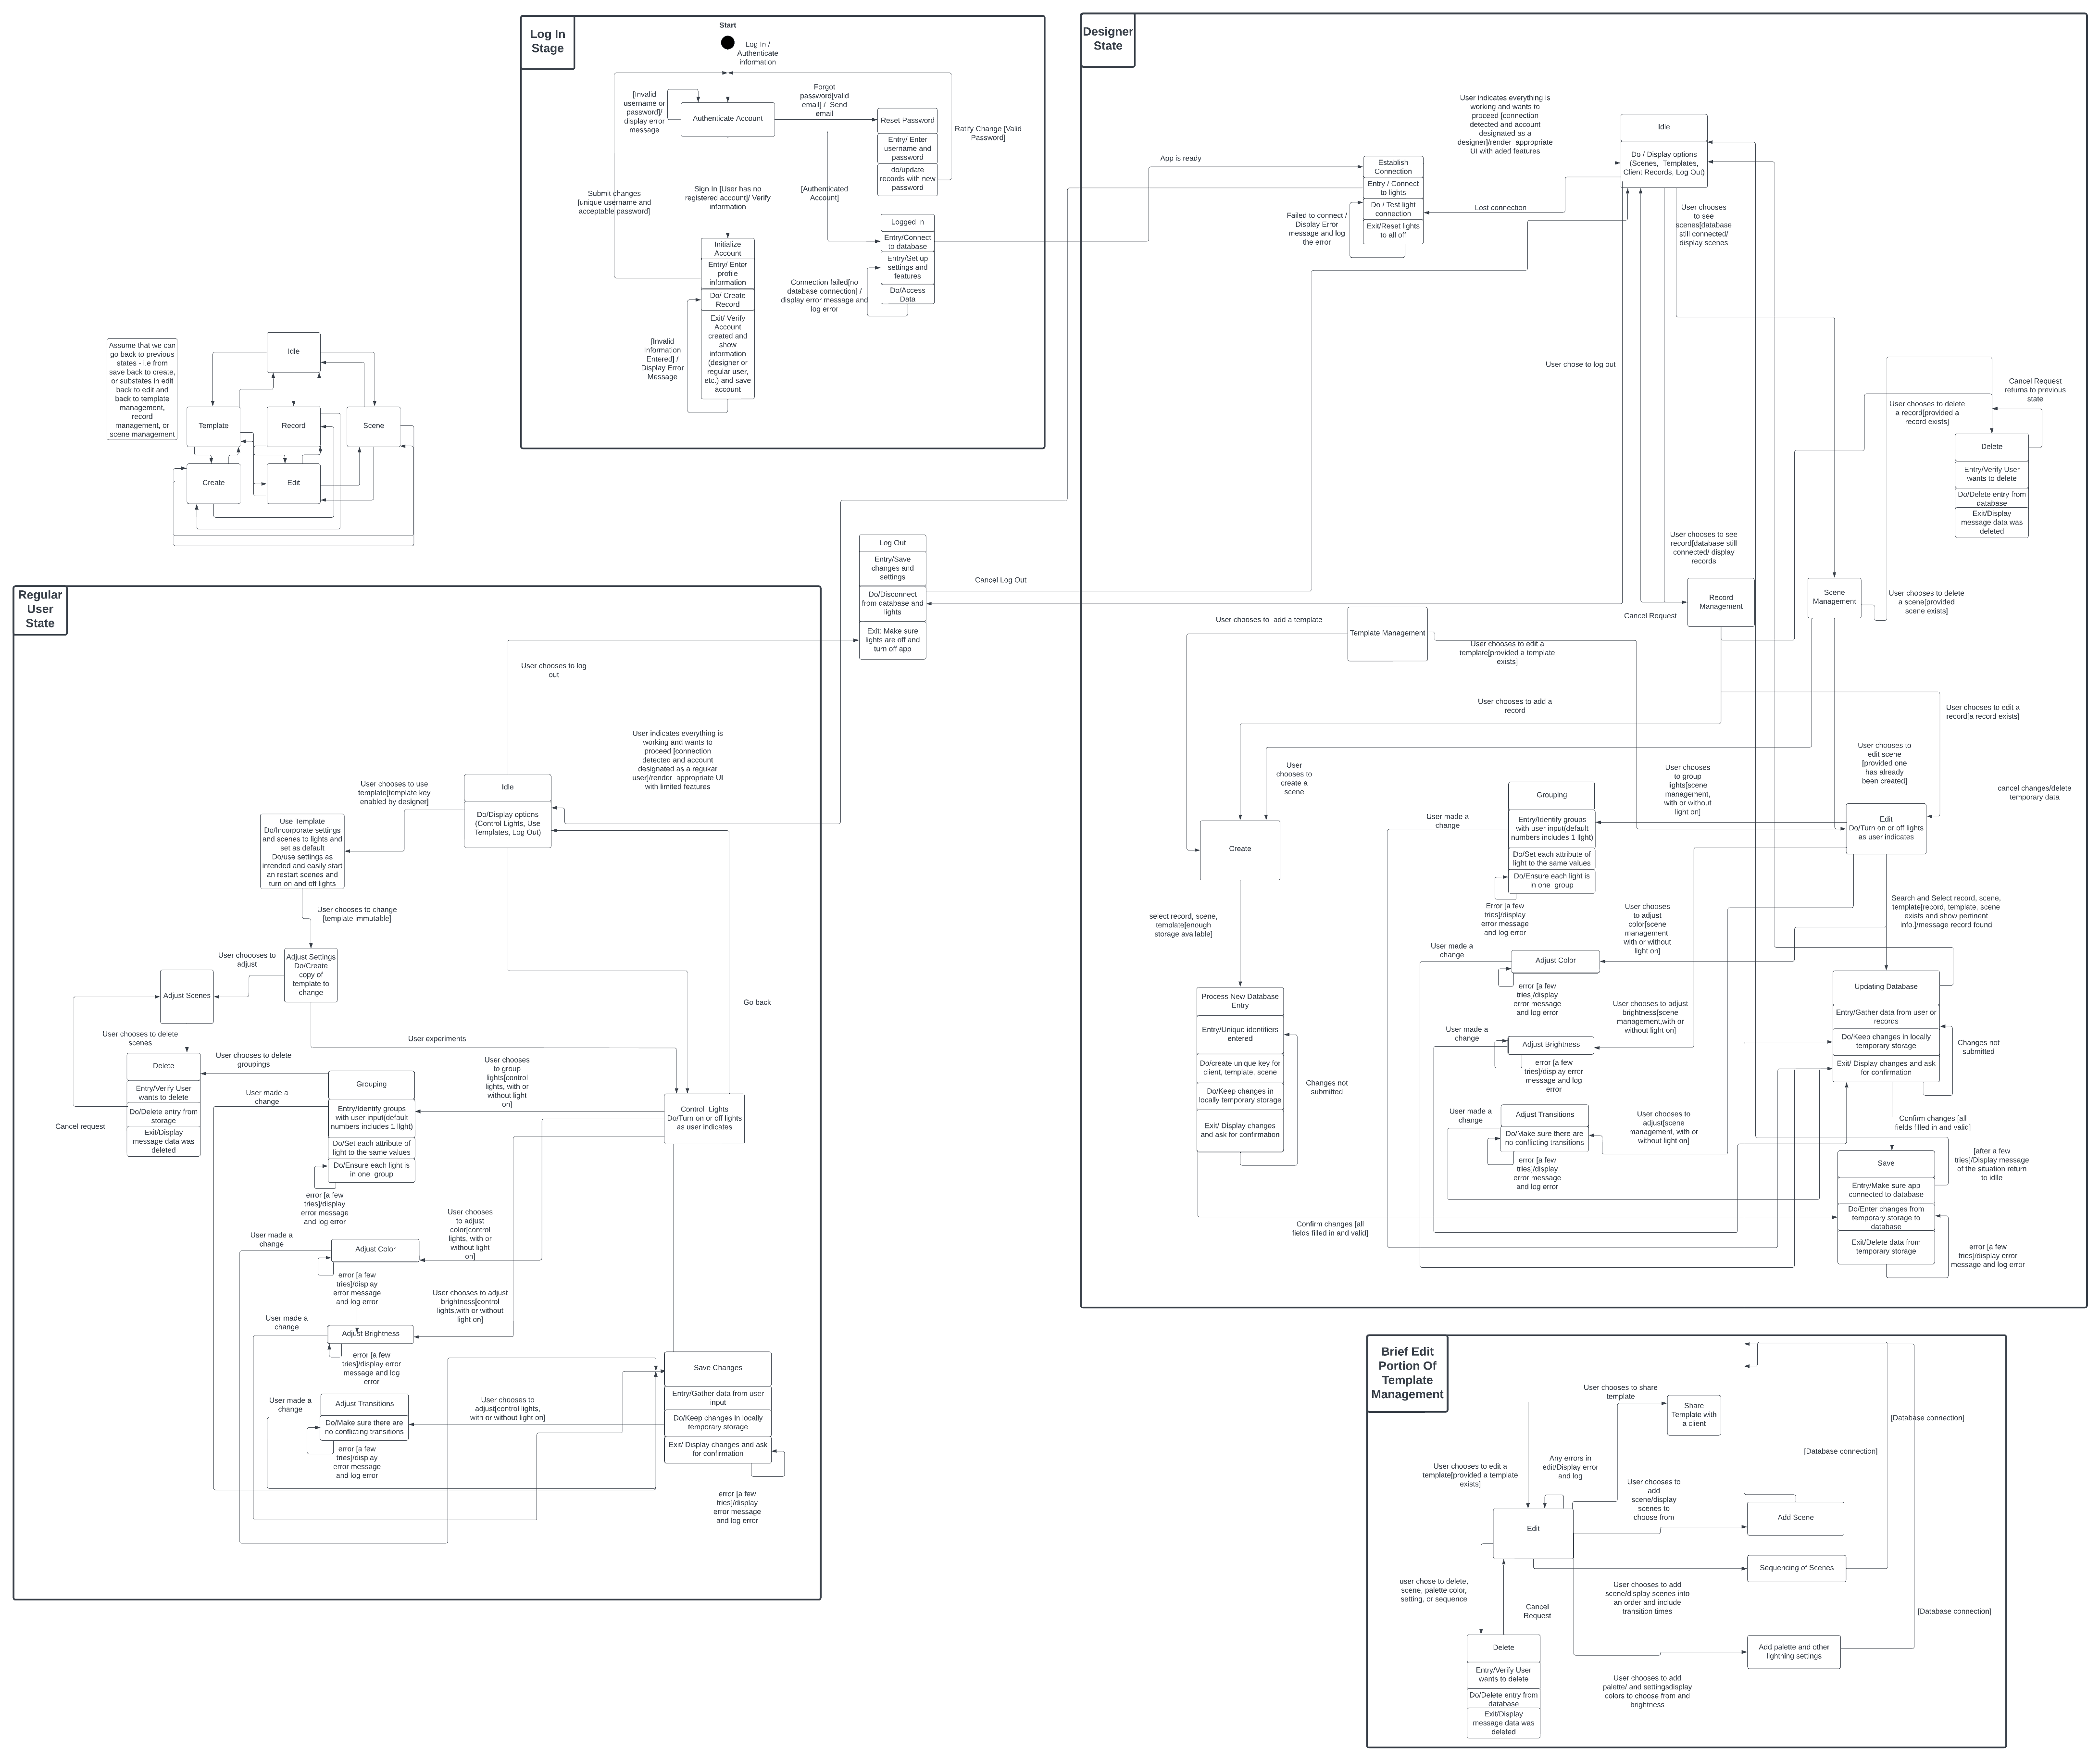 Log In
Stage
Start
Log In /
Authenticate
information
[Invalid
username or
password]/
display error
message
Authenticate Account
Forgot
password[valid
email] /  Send
email
Reset Password
Entry/ Enter
username and
password
do/update
records with new
password
Ratify Change [Valid
Password]
Submit changes
[unique username and
acceptable password]
Sign In [User has no
registered account]/ Verify
information
[Authenticated
Account]
Logged In
Entry/Connect
to database
Entry/Set up
settings and
features
Do/Access
Data
Connection failed[no
database connection] /
display error message and
log error
Initialize
Account
Entry/ Enter
profile
information
Do/ Create
Record
Exit/ Verify
Account
created and
show
information
(designer or
regular user,
etc.) and save
account
[Invalid
Information
Entered] /
Display Error
Message
Assume that we can
go back to previous
states - i.e from
save back to create,
or substates in edit
back to edit and
back to template
management,
record
management, or
scene management
Idle
Template
Record
Scene
Create
Edit
Log Out
Entry/Save
changes and
settings
Do/Disconnect
from database and
lights
Exit: Make sure
lights are off and
turn off app
Cancel Log Out
Designer
State
App is ready
Establish
Connection
Entry / Connect
to lights
Do / Test light
connection
Exit/Reset lights
to all off
Failed to connect /
Display Error
message and log
the error
Lost connection
User indicates everything is
working and wants to
proceed [connection
detected and account
designated as a
designer]/render  appropriate
UI with aded features
Idle
Do / Display options
(Scenes,  Templates,
Client Records, Log Out)
User chooses
to see
scenes[database
still connected/
display scenes
User chose to log out
Cancel Request
returns to previous
state
User chooses to delete
a record[provided a
record exists]
Delete
Entry/Verify User
wants to delete
Do/Delete entry from
database
Exit/Display
message data was
deleted
User chooses to see
record[database still
connected/ display
records
Record
Management
Cancel Request
Scene
Management
User chooses to delete
a scene[provided
scene exists]
User chooses to  add a template
Template Management
User chooses to edit a
template[provided a template
exists]
User chooses to add a
record
User chooses to edit a
record[a record exists]
User
chooses to
create a
scene
User chooses to
edit scene
[provided one
has already
been created]
cancel changes/delete
temporary data
Create
Edit
Do/Turn on or off lights
as user indicates
User chooses
to group
lights[scene
management,
with or without
light on]
Grouping
Entry/Identify groups
with user input(default
numbers includes 1 light)
Do/Set each attribute of
light to the same values
Do/Ensure each light is
in one  group
User made a
change
Error [a few
tries]/display
error message
and log error
User chooses
to adjust
color[scene
management,
with or without
light on]
Search and Select record, scene,
template[record, template, scene
exists and show pertinent
info.]/message record found
select record, scene,
template[enough
storage available]
User made a
change
Adjust Color
error [a few
tries]/display
error message
and log error
User chooses to adjust
brightness[scene
management,with or
without light on]
User made a
change
Adjust Brightness
error [a few
tries]/display error
message and log
error
User made a
change
Adjust Transitions
Do/Make sure there are
no conflicting transitions
error [a few
tries]/display
error message
and log error
User chooses to
adjust[scene
management, with or
without light on]
Process New Database
Entry
Entry/Unique identifiers
entered
Do/create unique key for
client, template, scene
Do/Keep changes in
locally temporary storage
Exit/ Display changes
and ask for confirmation
Changes not
submitted
Confirm changes [all
fields filled in and valid]
Updating Database
Entry/Gather data from user or
records
Do/Keep changes in locally
temporary storage
Exit/ Display changes and ask
for confirmation
Changes not
submitted
Confirm changes [all
fields filled in and valid]
Save
Entry/Make sure app
connected to database
Do/Enter changes from
temporary storage to
database
Exit/Delete data from
temporary storage
[after a few
tries]/Display message
of the situation return
to idlle
error [a few
tries]/display error
message and log error
Regular
User
State
User chooses to log
out
User indicates everything is
working and wants to
proceed [connection
detected and account
designated as a regukar
user]/render  appropriate UI
with limited features
Idle
Do/Display options
(Control Lights, Use
Templates, Log Out)
User chooses to use
template[template key
enabled by designer]
Use Template
Do/Incorporate settings
and scenes to lights and
set as default
Do/use settings as
intended and easily start
an restart scenes and
turn on and off lights
User chooses to change
[template immutable]
Adjust Settings
Do/Create
copy of
template to
change
User chooses to
adjust
Adjust Scenes
Go back
User experiments
User chooses to delete
scenes
User chooses to delete
groupings
Delete
Entry/Verify User
wants to delete
Do/Delete entry from
storage
Exit/Display
message data was
deleted
Cancel request
User made a
change
Grouping
Entry/Identify groups
with user input(default
numbers includes 1 light)
Do/Set each attribute of
light to the same values
Do/Ensure each light is
in one  group
error [a few
tries]/display
error message
and log error
User chooses
to group
lights[control
lights, with or
without light
on]
Control  Lights
Do/Turn on or off lights
as user indicates
User chooses
to adjust
color[control
lights, with or
without light
on]
User made a
change
Adjust Color
error [a few
tries]/display
error message
and log error
User chooses to adjust
brightness[control
lights,with or without
light on]
User made a
change
Adjust Brightness
error [a few
tries]/display error
message and log
error
User made a
change
Adjust Transitions
Do/Make sure there are
no conflicting transitions
error [a few
tries]/display
error message
and log error
User chooses to
adjust[control lights,
with or without light on]
Save Changes
Entry/Gather data from user
input
Do/Keep changes in locally
temporary storage
Exit/ Display changes and ask
for confirmation
error [a few
tries]/display
error message
and log error
Brief Edit
Portion Of
Template
Management
User chooses to share
template
Share
Template with
a client
[Database connection]
[Database connection]
User chooses to edit a
template[provided a template
exists]
Any errors in
edit/Display error
and log
User chooses to
add
scene/display
scenes to
choose from
Edit
Add Scene
Sequencing of Scenes
user chose to delete,
scene, palette color,
setting, or sequence
Cancel
Request
User chooses to add
scene/display scenes into
an order and include
transition times
[Database connection]
Delete
Entry/Verify User
wants to delete
Do/Delete entry from
database
Exit/Display
message data was
deleted
Add palette and other
lighthing settings
User chooses to add
palette/ and settingsdisplay
colors to choose from and
brightness